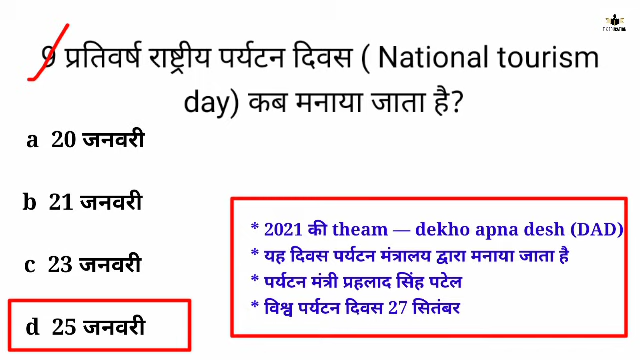 9 प्रतिवर्ष राष्ट्रीय पर्यटन दिवस ( National tourism
day) कब मनाया जाता है?
a 20 जनवरी
b 21 जनवरी
c 23 जनवरी
d 25 जनवरी
* 2021 की theam — dekho apna desh (DAD)
* यह दिवस पर्यटन मंत्रालय द्वारा मनाया जाता है
* पर्यटन मंत्री प्रहलाद सिंह पटेल
* विश्व पर्यटन दिवस 27 सितंबर